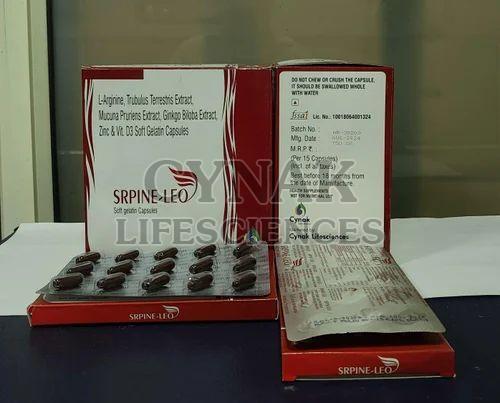 L-Arginine, Trubulus Terrestris Extract,
Mucuna Pruriens Extract, Ginkgo Biloba Extract,
Zinc & Vit. D3 Soft Gelatin Capsules
SRPINE-LEO
Soft gelatin Capsules
DO NOT CHEW OR CRUSH THE CAPSULE,
IT SHOULD BE SWALLOWED WHOLE
WITH WATER
fssai Lic. No.: 10018064001324
Batch No. :
Mfg. Date :
M.R.P ₹. :
(Per 15 Capsules)
(Incl. of all taxes)
Best before 18 months from
the date of Manufacture.
HEALTH SUPPLEMENTS
NOT FOR MEDICINAL USE
Cynak
Cynak Lifesciences
CYNAK
LIFESCIENCES
SRPINE-LEO
SRPINE-LEO